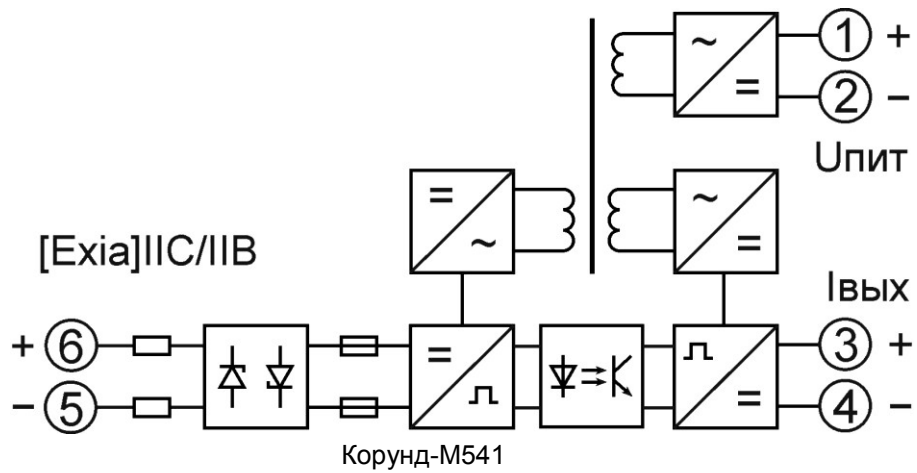 1 +
2 −
Uпит
[Exia]IIC/IIB
Iвых
+ 6
3 +
− 5
4 −
Корунд-М541